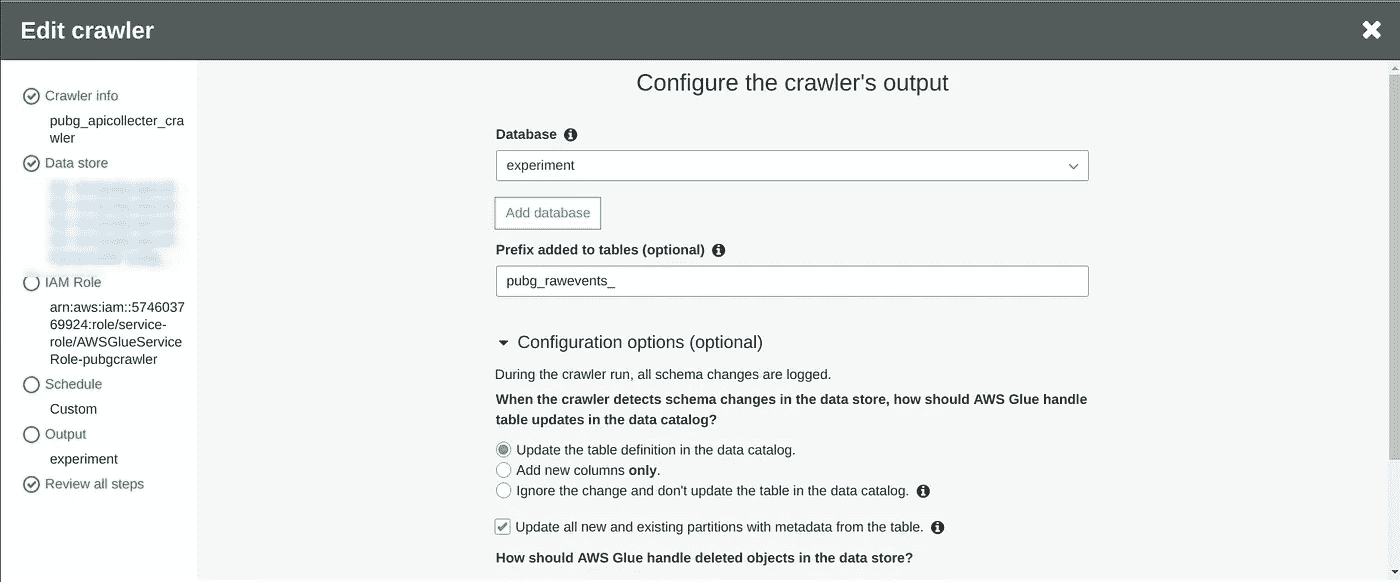 Edit crawler
Crawler info
pubg_apicollecter_cra
wler
Data store
IAM Role
arn:aws:iam::5746037
69924:role/service-
role/AWSGlueService
Role-pubgcrawler
Schedule
Custom
Output
experiment
Review all steps
Configure the crawler's output
Database
experiment
Add database
Prefix added to tables (optional)
pubg_rawevents_
Configuration options (optional)
During the crawler run, all schema changes are logged.
When the crawler detects schema changes in the data store, how should AWS Glue handle
table updates in the data catalog?
Update the table definition in the data catalog.
Add new columns only.
Ignore the change and don't update the table in the data catalog.
Update all new and existing partitions with metadata from the table.
How should AWS Glue handle deleted objects in the data store?